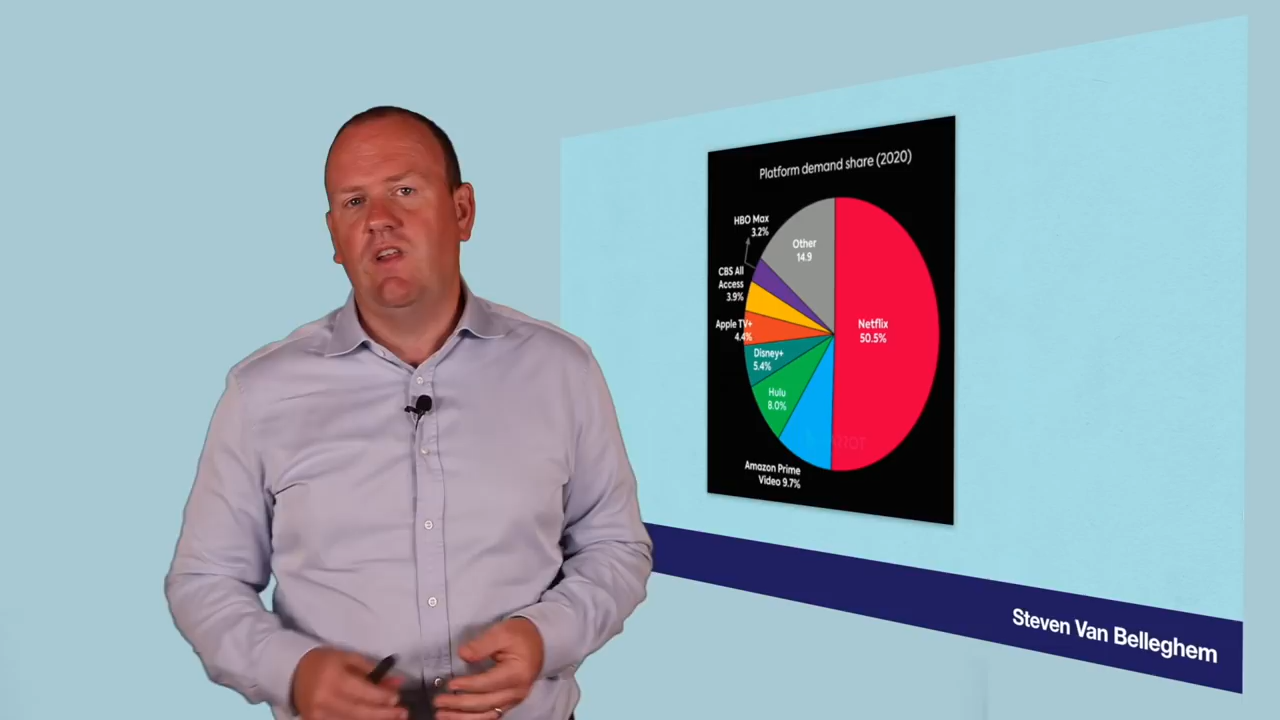 Platform demand share (2020)
HBO Max
3.2%
Other
14.9
CBS All
Access
3.9%
Netflix
50.5%
Apple TV+
4.4%
Disney+
5.4%
Hulu
8.0%
Amazon Prime
Video 9.7%
Steven Van Belleghem